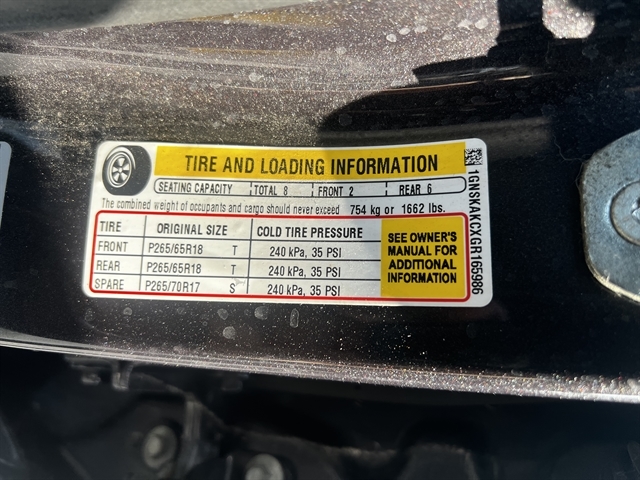 TIRE AND LOADING INFORMATION
SEATING CAPACITY TOTAL 8 FRONT 2 REAR 6
The combined weight of occupants and cargo should never exceed 754 kg or 1662 lbs.
TIRE ORIGINAL SIZE COLD TIRE PRESSURE
FRONT P265/65R18 T 240 kPa, 35 PSI
REAR P265/65R18 T 240 kPa, 35 PSI
SPARE P265/70R17 S 240 kPa, 35 PSI
SEE OWNER'S
MANUAL FOR
ADDITIONAL
INFORMATION
1GNSKAKCXGR165986